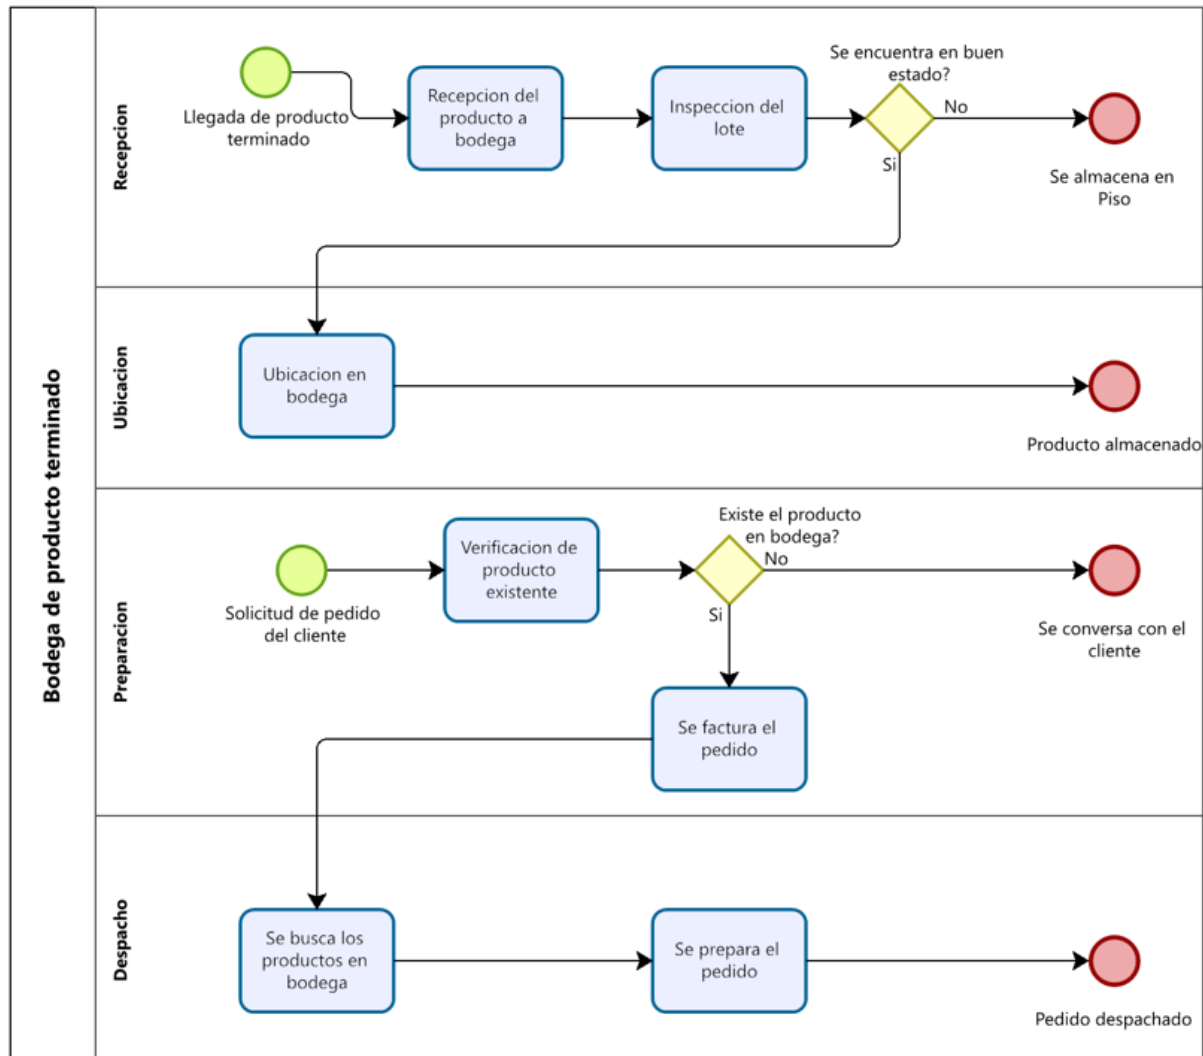 Bodega de producto terminado
Recepcion
Llegada de producto
terminado
Recepcion del
producto a
bodega
Inspeccion del
lote
Se encuentra en buen
estado?
No
Si
Se almacena en
Piso
Ubicacion
Ubicacion en
bodega
Producto almacenado
Preparacion
Solicitud de pedido
del cliente
Verificacion de
producto
existente
Existe el producto
en bodega?
No
Si
Se conversa con el
cliente
Se factura el
pedido
Despacho
Se busca los
productos en
bodega
Se prepara el
pedido
Pedido despachado